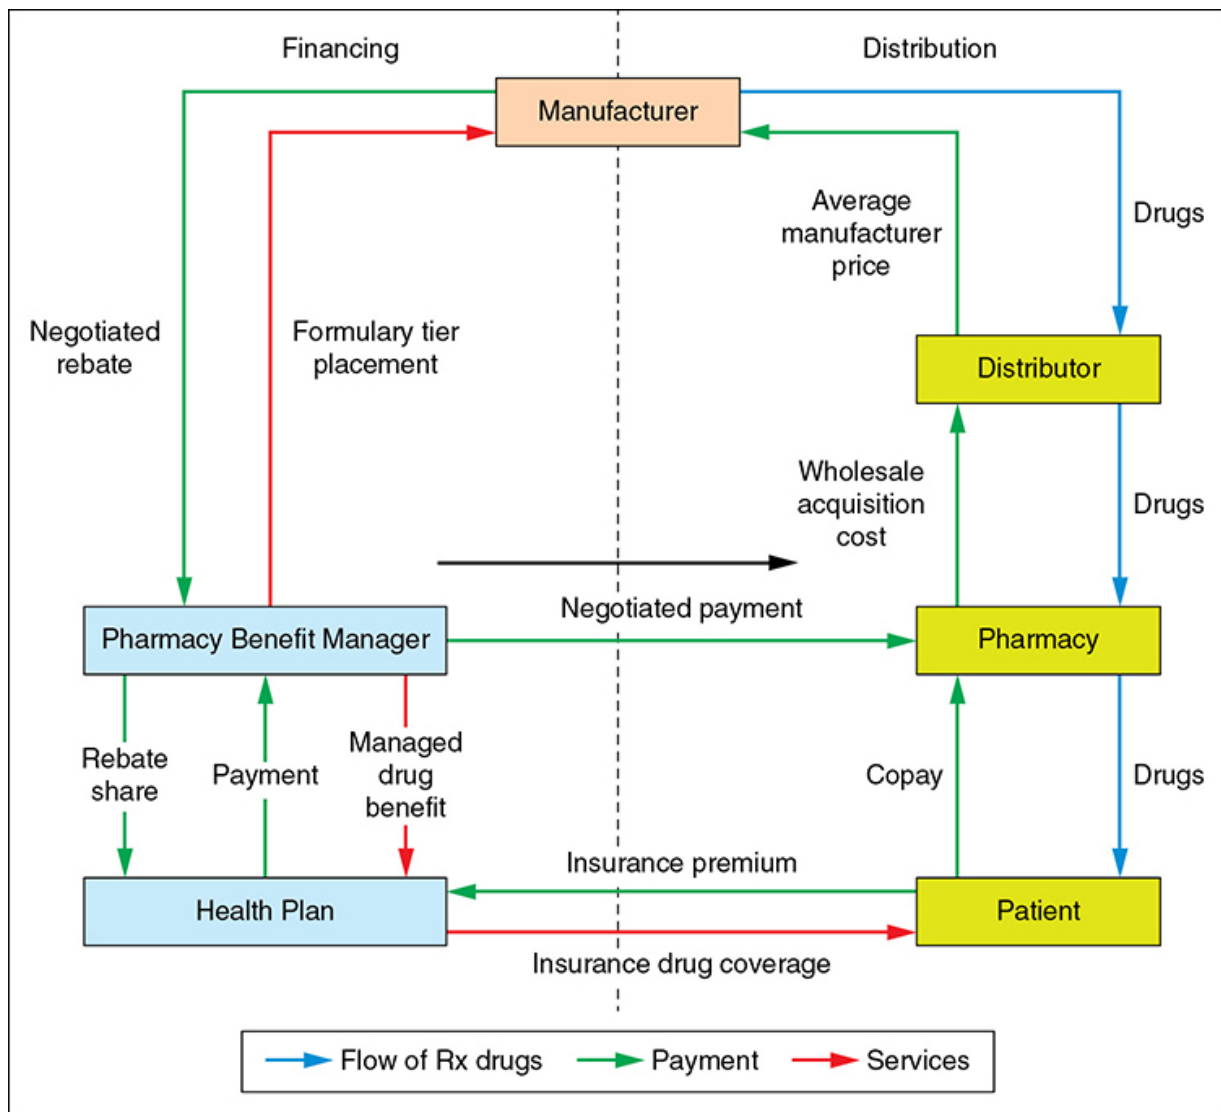 Financing
Distribution
Manufacturer
Average
manufacturer
price
Drugs
Negotiated
rebate
Formulary tier
placement
Distributor
Wholesale
acquisition
cost
Drugs
Negotiated payment
Pharmacy Benefit Manager
Pharmacy
Rebate
share
Payment
Managed
drug
benefit
Copay
Drugs
Insurance premium
Health Plan
Patient
Insurance drug coverage
Flow of Rx drugs
Payment
Services